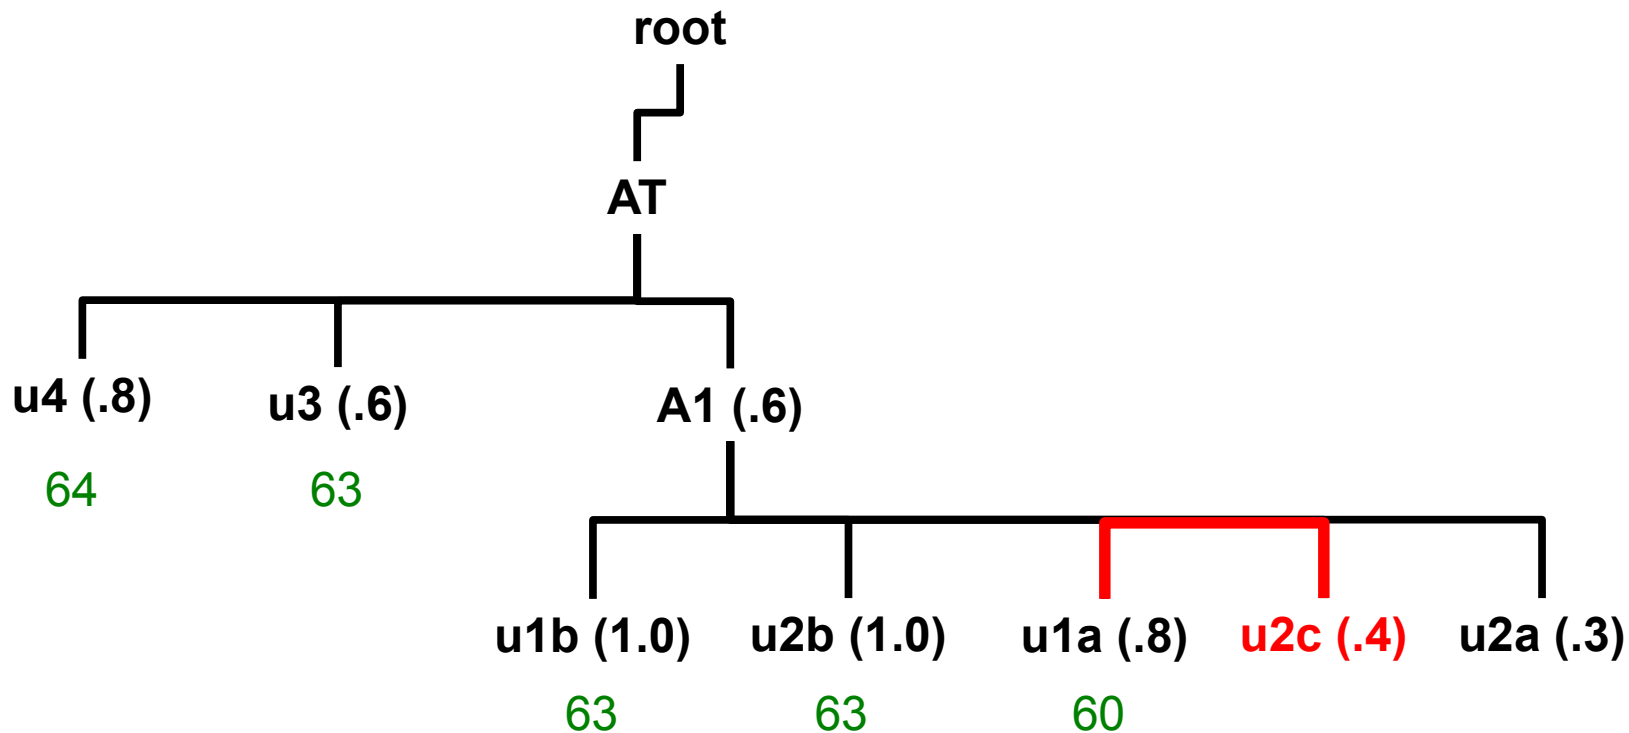 root
AT
u4 (.8) u3 (.6) A1 (.6)
64 63
u1b (1.0) u2b (1.0) u1a (.8) u2c (.4) u2a (.3)
63 63 60